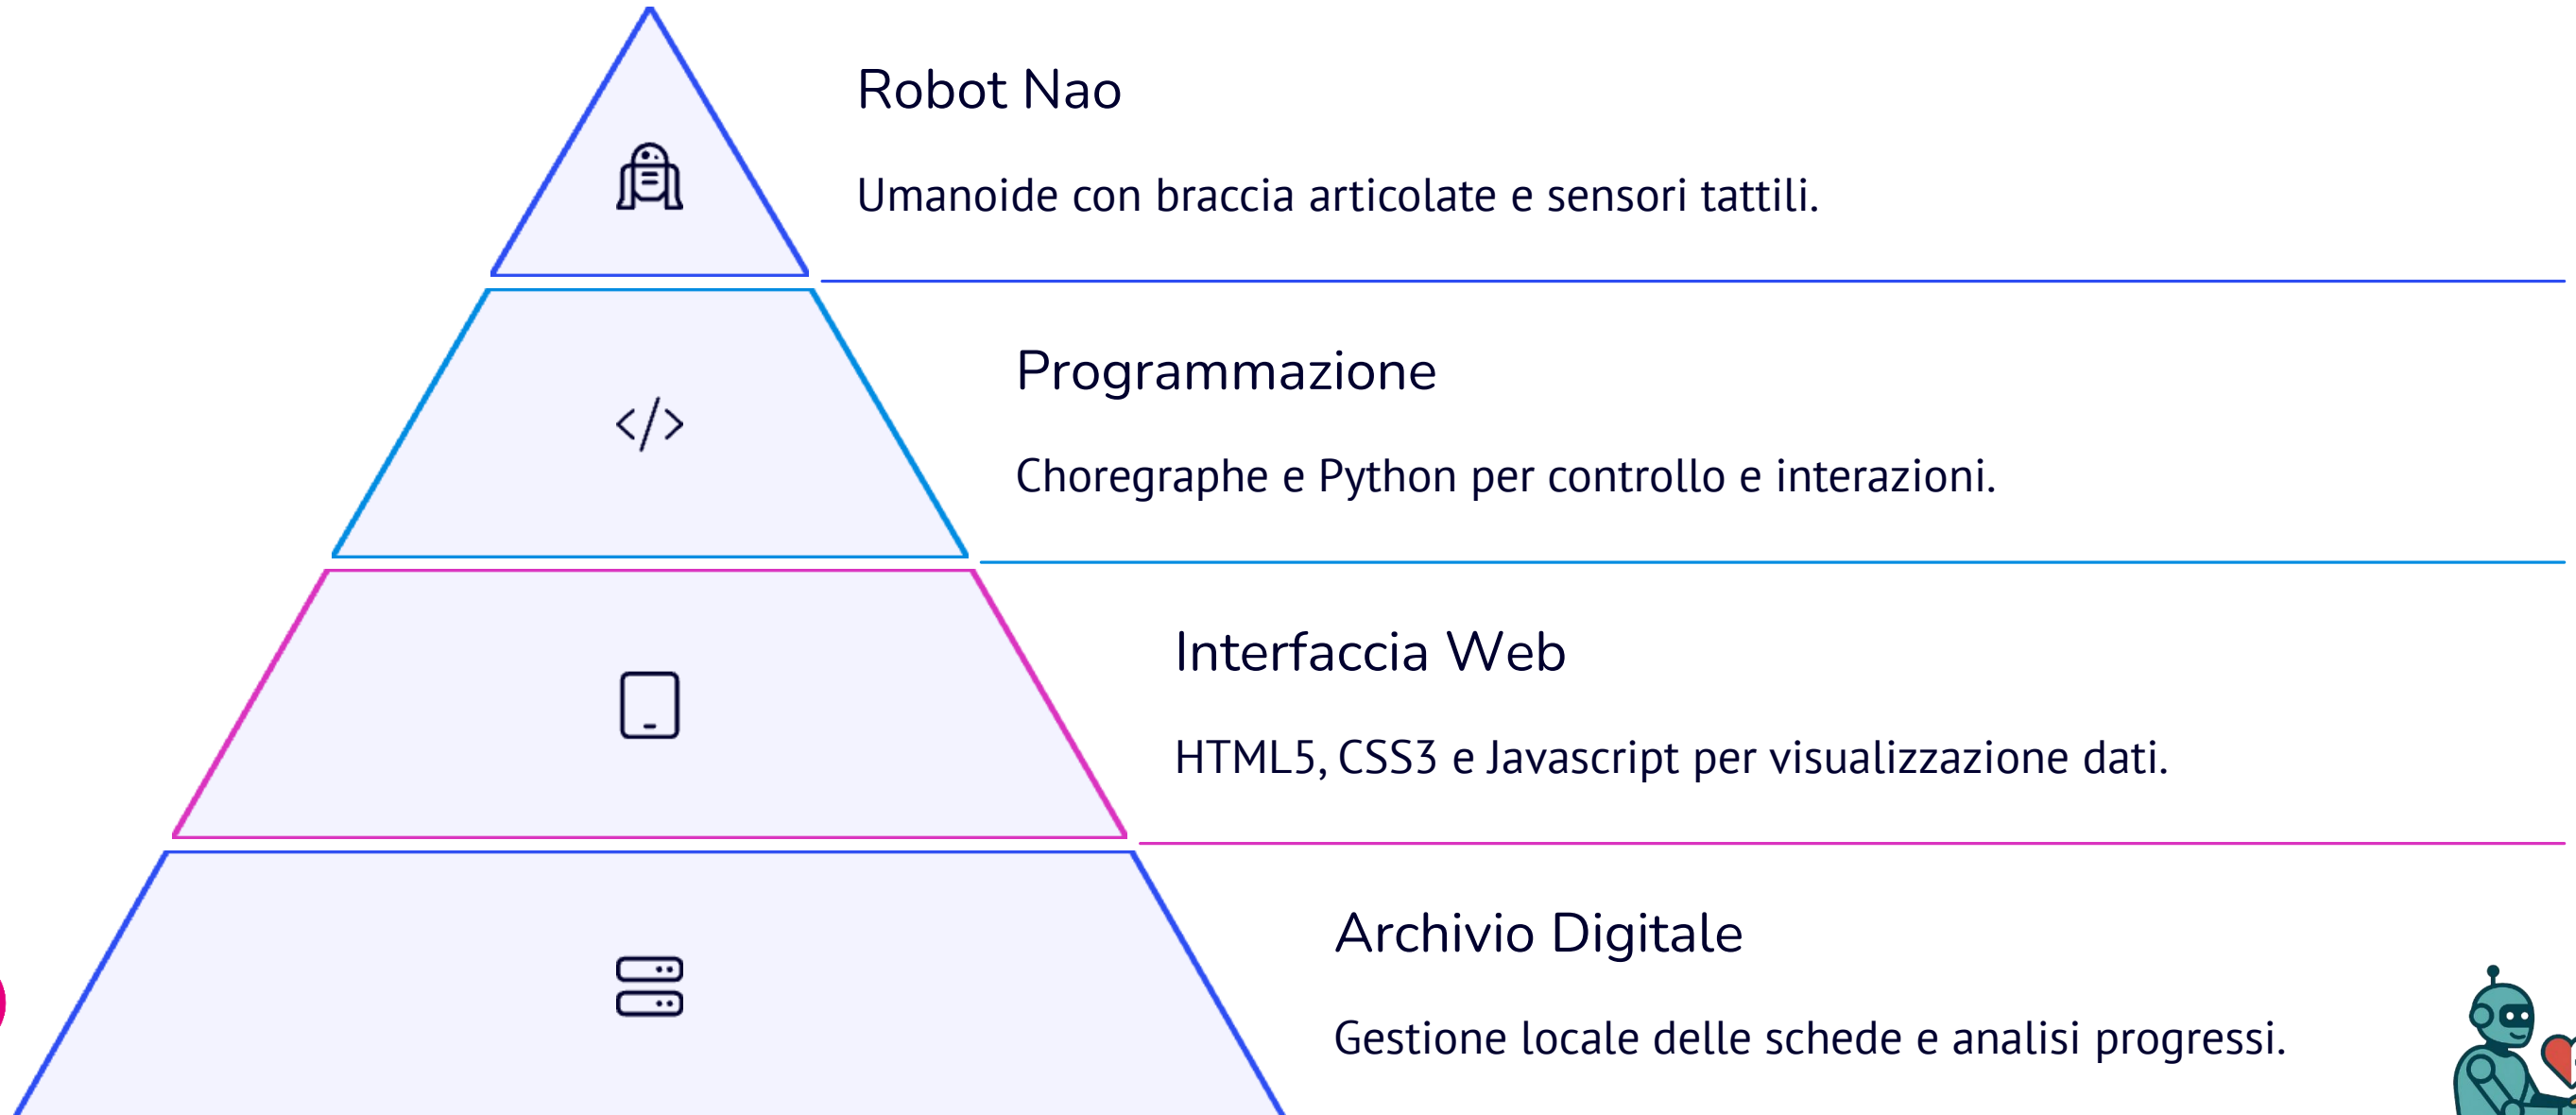 Robot Nao
Umanoide con braccia articolate e sensori tattili.
Programmazione
Choregraphe e Python per controllo e interazioni.
Interfaccia Web
HTML5, CSS3 e Javascript per visualizzazione dati.
Archivio Digitale
Gestione locale delle schede e analisi progressi.